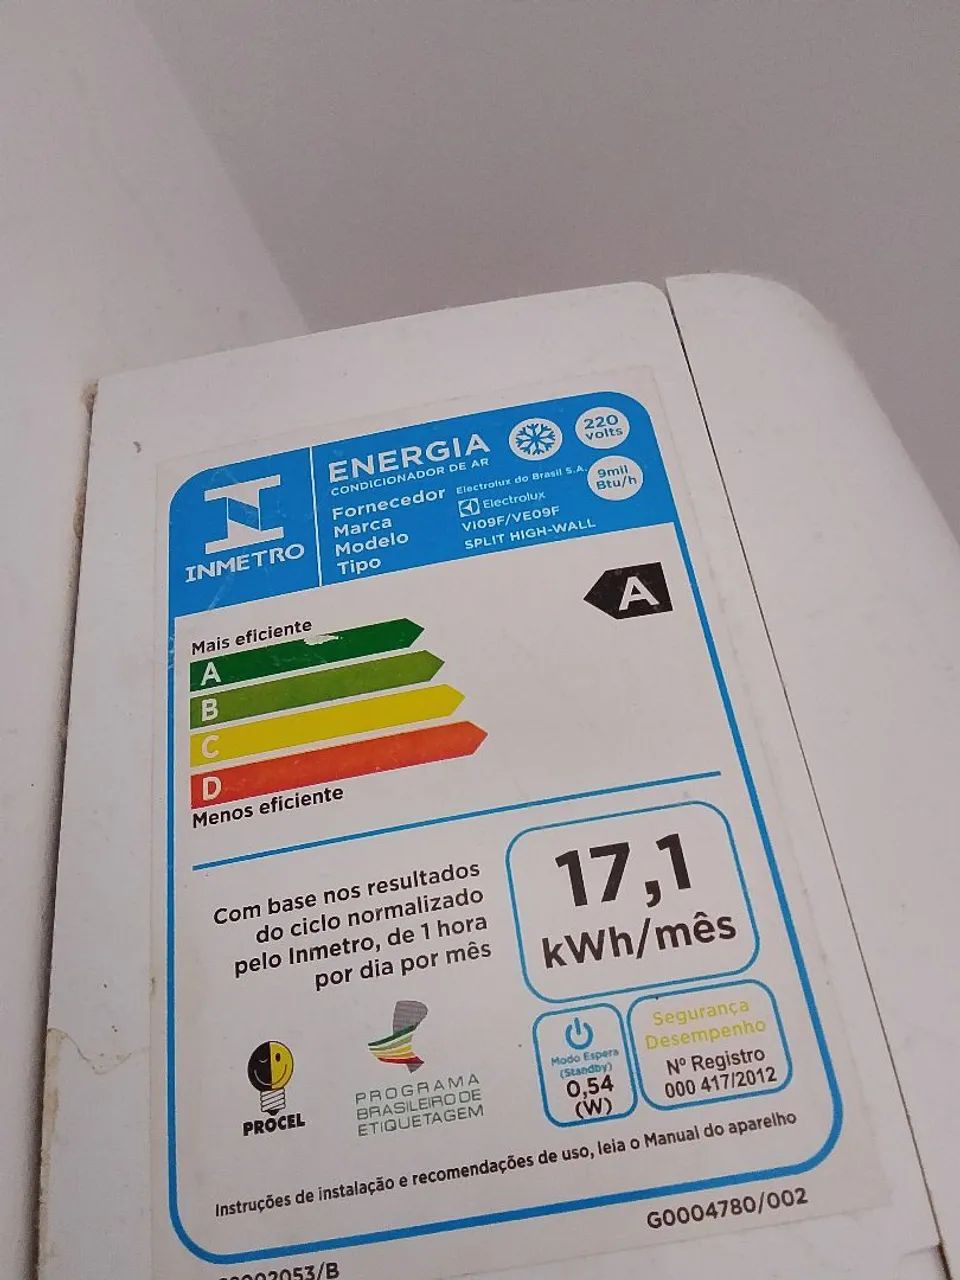 INMETRO
ENERGIA
CONDICIONADOR DE AR
220
volts
9mil
Btu/h
Fornecedor Electrolux do Brasil S.A.
Marca Electrolux
Modelo VI09F/VE09F
Tipo SPLIT HIGH-WALL
A
Mais eficiente
A
B
C
D
Menos eficiente
Com base nos resultados
do ciclo normalizado
pelo Inmetro, de 1 hora
por dia por mês
17,1
kWh/mês
PROCEL
PROGRAMA
BRASILEIRO DE
ETIQUETAGEM
Modo Espera
(Standby)
0,54
(W)
Segurança
Desempenho
Nº Registro
000 417/2012
Instruções de instalação e recomendações de uso, leia o Manual do aparelho
G0004780/002